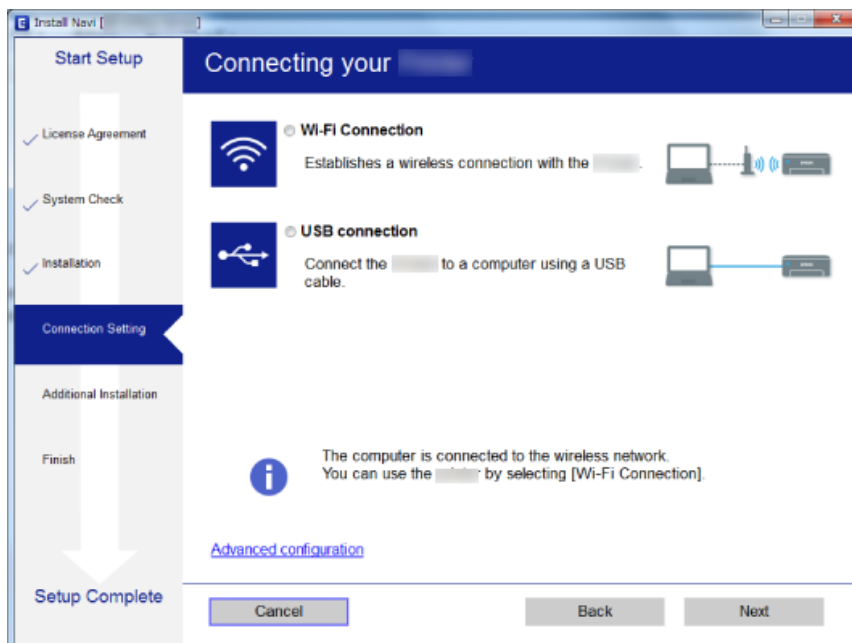 Install Navi [ ]
Start Setup
Connecting your
License Agreement
System Check
Installation
Connection Setting
Additional Installation
Finish
Setup Complete
Wi-Fi Connection
Establishes a wireless connection with the .
USB connection
Connect the to a computer using a USB
cable.
The computer is connected to the wireless network.
You can use the by selecting [Wi-Fi Connection].
Advanced configuration
Cancel
Back
Next